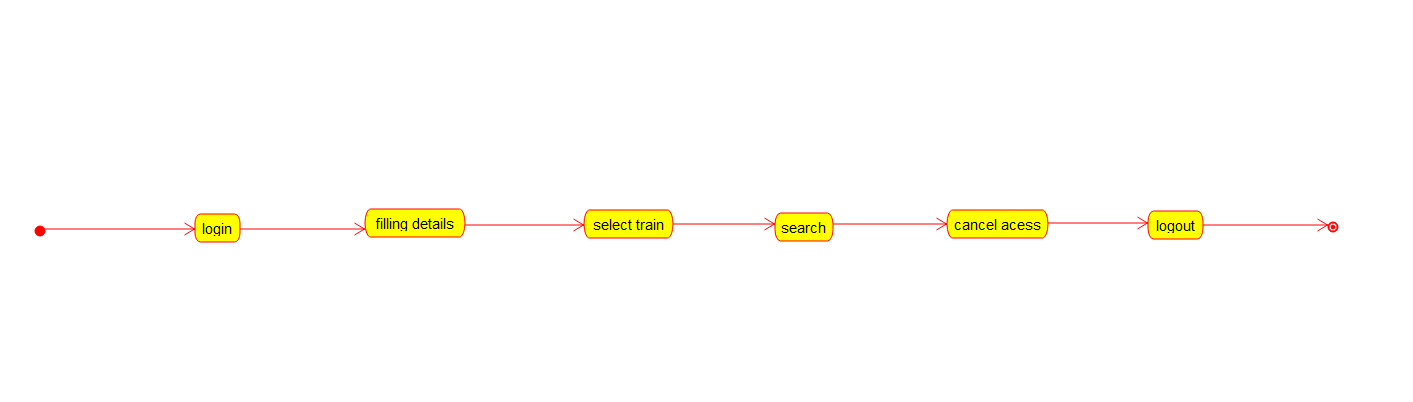 login
filling details
select train
search
cancel acess
logout